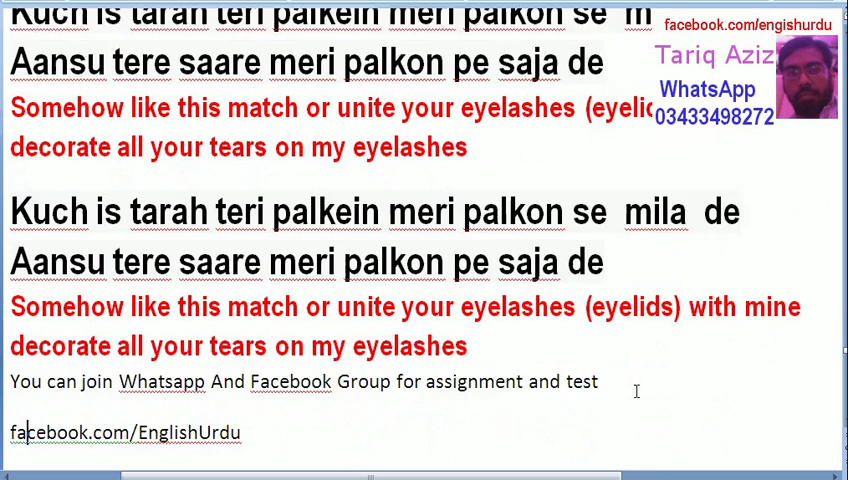 Kuch is tarah teri palkein meri palkon se m
facebook.com/engishurdu
Tariq Aziz
WhatsApp
03433498272
Aansu tere saare meri palkon pe saja de
Somehow like this match or unite your eyelashes (eyelic
decorate all your tears on my eyelashes
Kuch is tarah teri palkein meri palkon se mila de
Aansu tere saare meri palkon pe saja de
Somehow like this match or unite your eyelashes (eyelids) with mine
decorate all your tears on my eyelashes
You can join Whatsapp And Facebook Group for assignment and test
facebook.com/EnglishUrdu